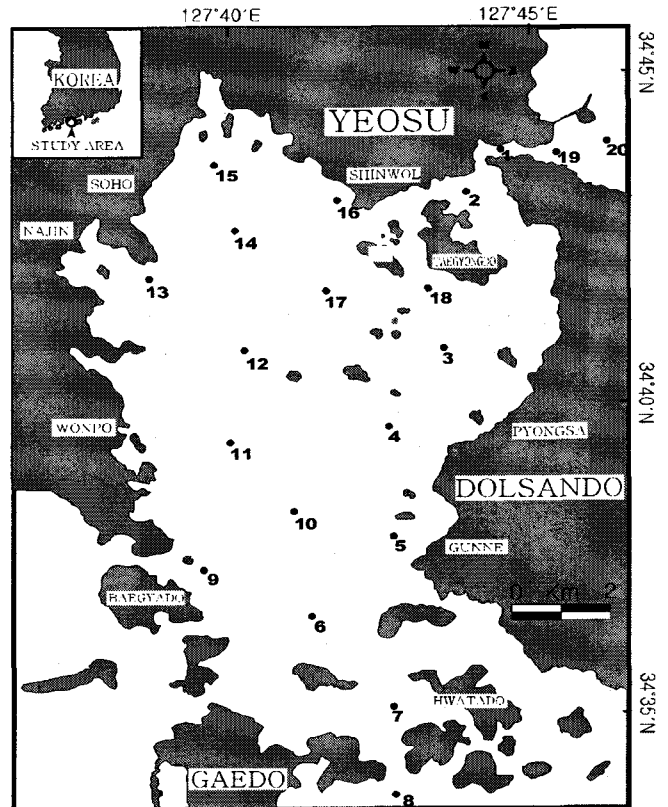 127°40'E
127°45'E
34°45'N
KOREA
STUDY AREA
YEOSU
SOHO
SHINWOL
NAJIN
1
19
20
2
15
16
14
13
17
18
12
3
34°40'N
WONPO
11
4
PYONGSA
DOLSANDO
10
5
GUNNE
9
BAEGYADO
0 Km 2
6
34°35'N
7
HWATADO
GAEDO
8